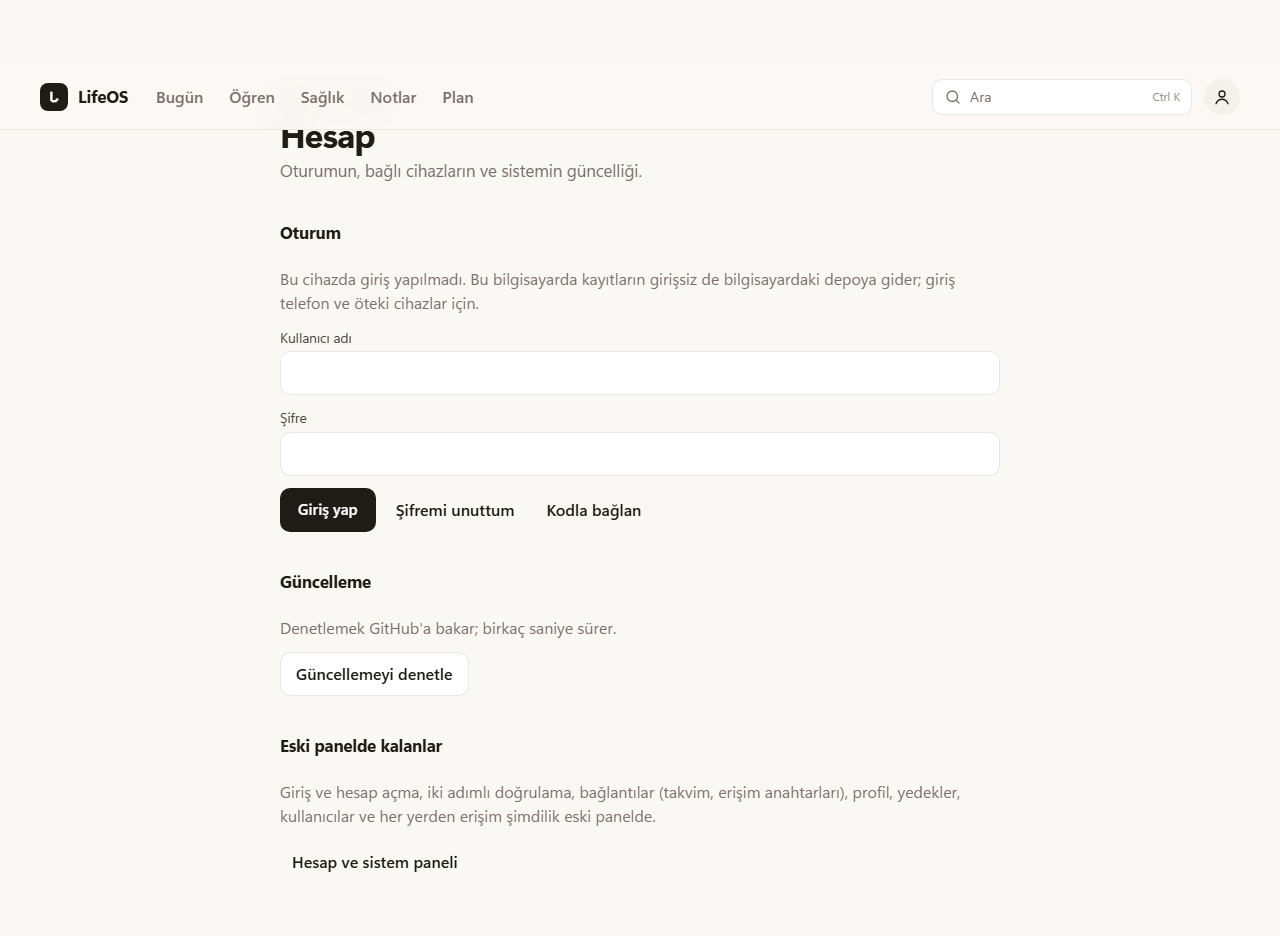 LifeOS
Bugün
Öğren
Sağlık
Notlar
Plan
Ara
Ctrl K
Hesap
Oturumun, bağlı cihazların ve sistemin güncelliği.
Oturum
Bu cihazda giriş yapılmadı. Bu bilgisayarda kayıtların girişsiz de bilgisayardaki depoya gider; giriş
telefon ve öteki cihazlar için.
Kullanıcı adı
Şifre
Giriş yap
Şifremi unuttum
Kodla bağlan
Güncelleme
Denetlemek GitHub'a bakar; birkaç saniye sürer.
Güncellemeyi denetle
Eski panelde kalanlar
Giriş ve hesap açma, iki adımlı doğrulama, bağlantılar (takvim, erişim anahtarları), profil, yedekler,
kullanıcılar ve her yerden erişim şimdilik eski panelde.
Hesap ve sistem paneli